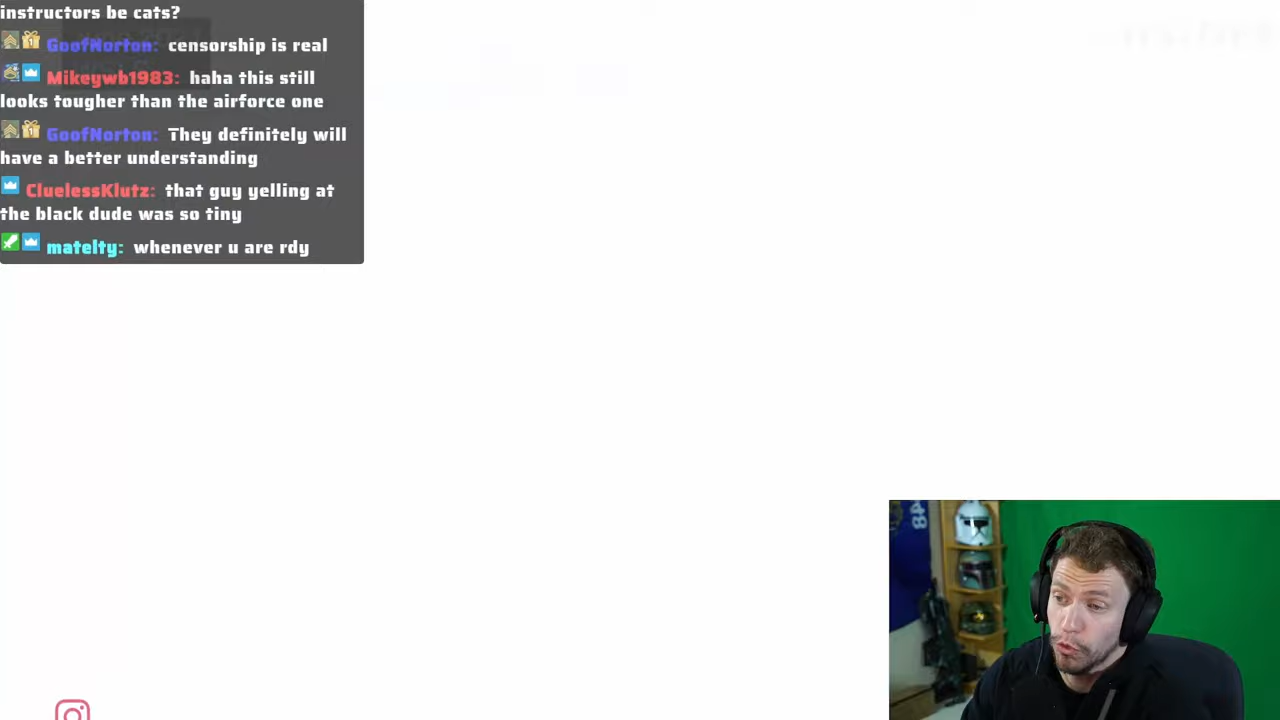 instructors be cats?
GoofNorton: censorship is real
Mikeywb1983: haha this still
looks tougher than the airforce one
GoofNorton: They definitely will
have a better understanding
CluelessKlutz: that guy yelling at
the black dude was so tiny
matelty: whenever u are rdy
48